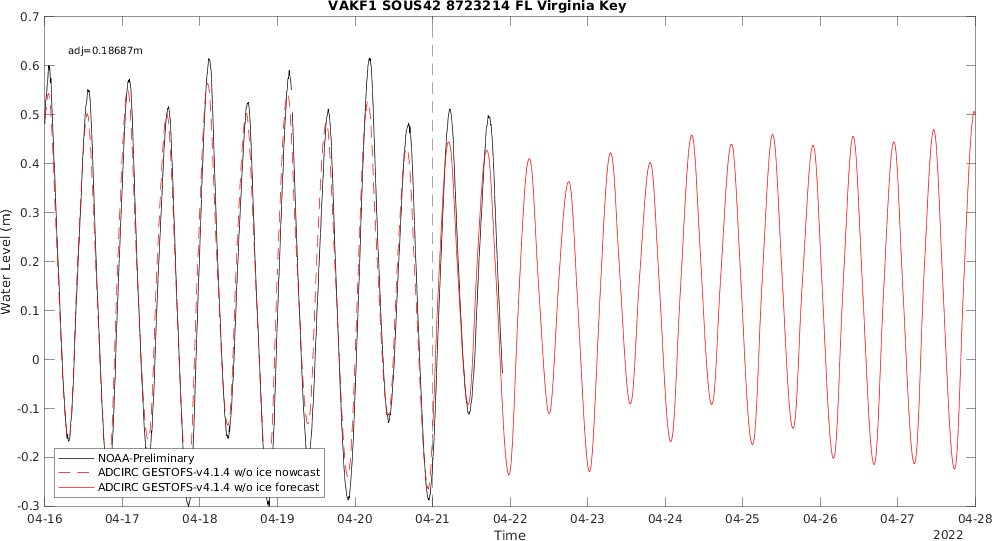 VAKF1 SOUS42 8723214 FL Virginia Key
0.7
adj=0.18687m
0.6
0.5
0.4
0.3
0.2
0.1
0
-0.1
-0.2
-0.3
Water Level (m)
NOAA-Preliminary
ADCIRC GESTOFS-v4.1.4 w/o ice nowcast
ADCIRC GESTOFS-v4.1.4 w/o ice forecast
04-16 04-17 04-18 04-19 04-20 04-21 04-22 04-23 04-24 04-25 04-26 04-27 04-28
Time
2022